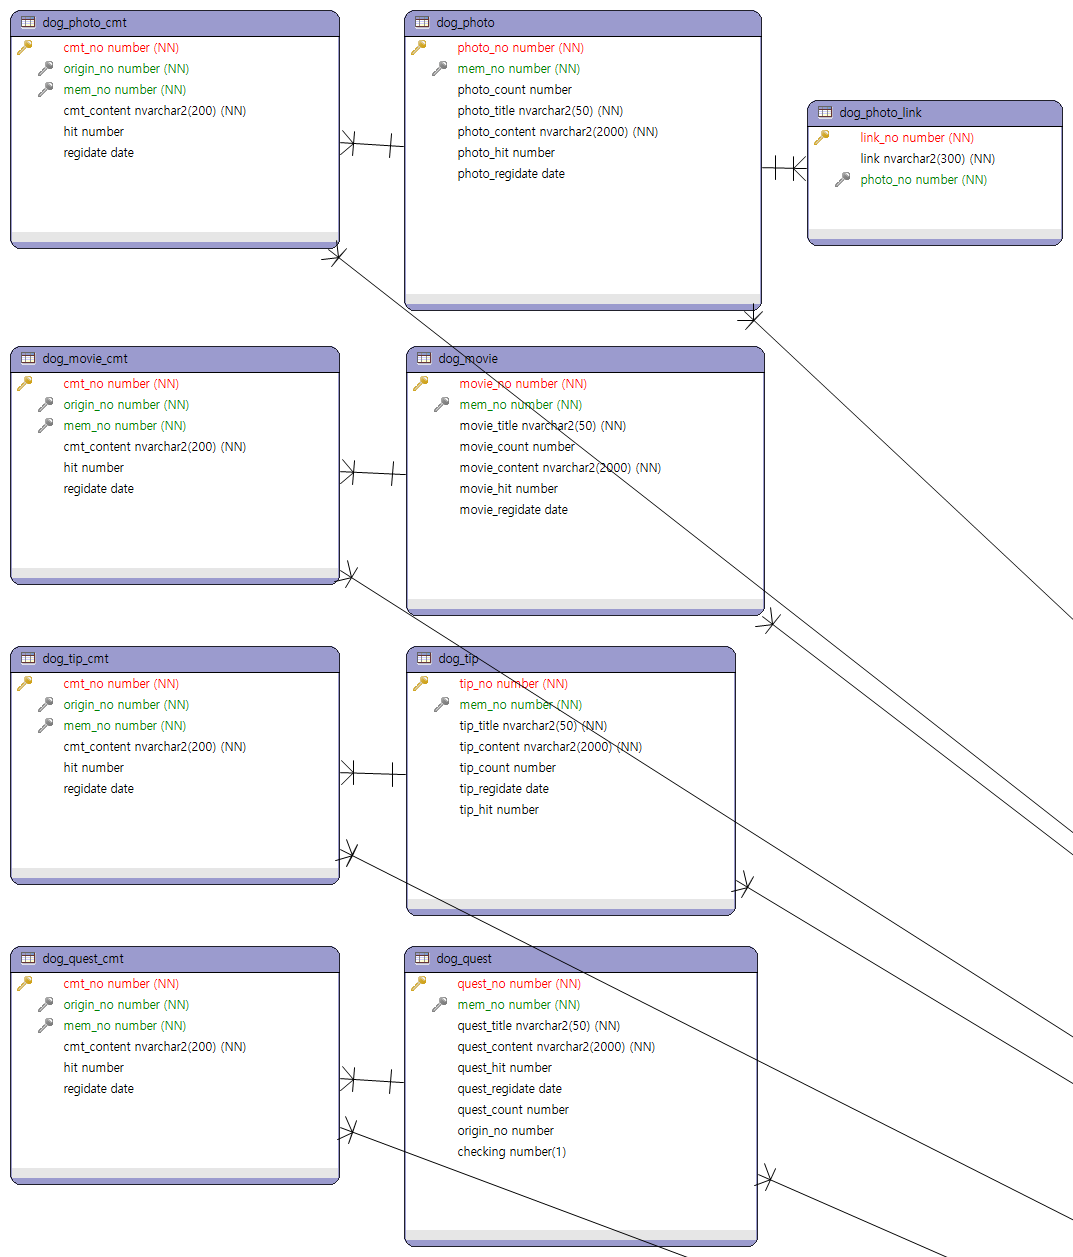 dog_photo_cmt
cmt_no number (NN)
origin_no number (NN)
mem_no number (NN)
cmt_content nvarchar2(200) (NN)
hit number
regidate date
dog_photo
photo_no number (NN)
mem_no number (NN)
photo_count number
photo_title nvarchar2(50) (NN)
photo_content nvarchar2(2000) (NN)
photo_hit number
photo_regidate date
dog_photo_link
link_no number (NN)
link nvarchar2(300) (NN)
photo_no number (NN)
dog_movie_cmt
cmt_no number (NN)
origin_no number (NN)
mem_no number (NN)
cmt_content nvarchar2(200) (NN)
hit number
regidate date
dog_movie
movie_no number (NN)
mem_no number (NN)
movie_title nvarchar2(50) (NN)
movie_count number
movie_content nvarchar2(2000) (NN)
movie_hit number
movie_regidate date
dog_tip_cmt
cmt_no number (NN)
origin_no number (NN)
mem_no number (NN)
cmt_content nvarchar2(200) (NN)
hit number
regidate date
dog_tip
tip_no number (NN)
mem_no number (NN)
tip_title nvarchar2(50) (NN)
tip_content nvarchar2(2000) (NN)
tip_count number
tip_regidate date
tip_hit number
dog_quest_cmt
cmt_no number (NN)
origin_no number (NN)
mem_no number (NN)
cmt_content nvarchar2(200) (NN)
hit number
regidate date
dog_quest
quest_no number (NN)
mem_no number (NN)
quest_title nvarchar2(50) (NN)
quest_content nvarchar2(2000) (NN)
quest_hit number
quest_regidate date
quest_count number
origin_no number
checking number(1)